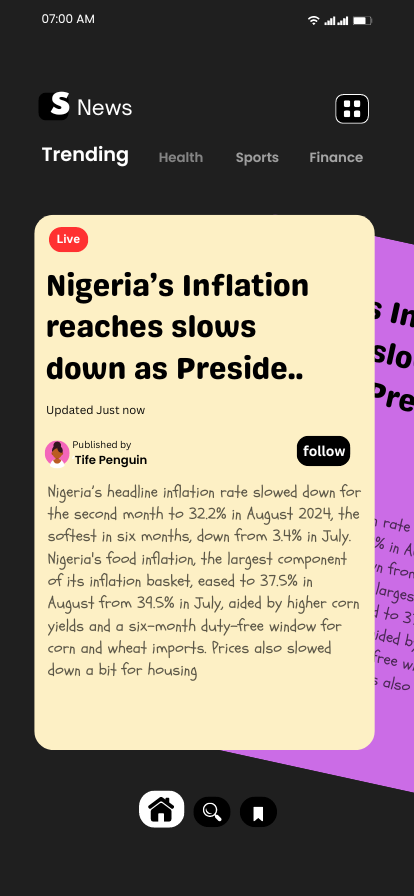 07:00 AM
S News
Trending Health Sports Finance
Live
Nigeria's Inflation
reaches slows
down as Preside..
Updated Just now
Published by
Tife Penguin
follow
Nigeria's headline inflation rate slowed down for
the second month to 32.2% in August 2024, the
softest in six months, down from 3.4% in July.
Nigeria's food inflation, the largest component
of its inflation basket, eased to 37.5% in
August from 39.5% in July, aided by higher corn
yields and a six-month duty-free window for
corn and wheat imports. Prices also slowed
down a bit for housing
s In
slo
Pre
rate
% in A
from
larges
to 37
ided by
free w
s also